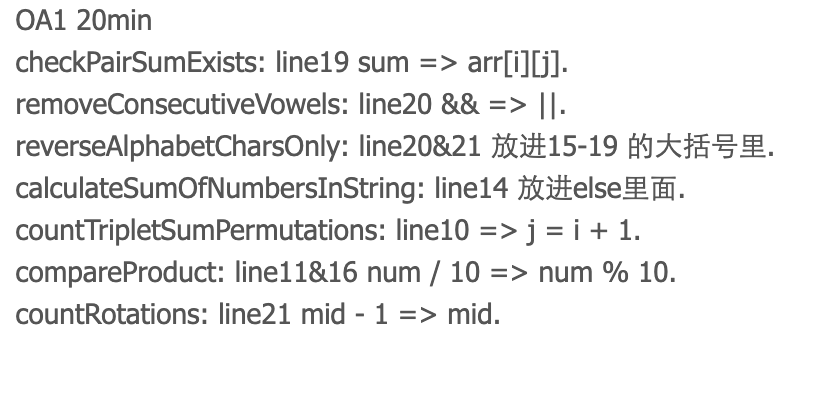 OA1 20min
checkPairSumExists: line19 sum => arr[i][j].
removeConsecutiveVowels: line20 && => ||.
reverseAlphabetCharsOnly: line20&21 放进15-19 的大括号里.
calculateSumOfNumbersInString: line14 放进else里面.
countTripletSumPermutations: line10 => j = i + 1.
compareProduct: line11&16 num / 10 => num % 10.
countRotations: line21 mid - 1 => mid.